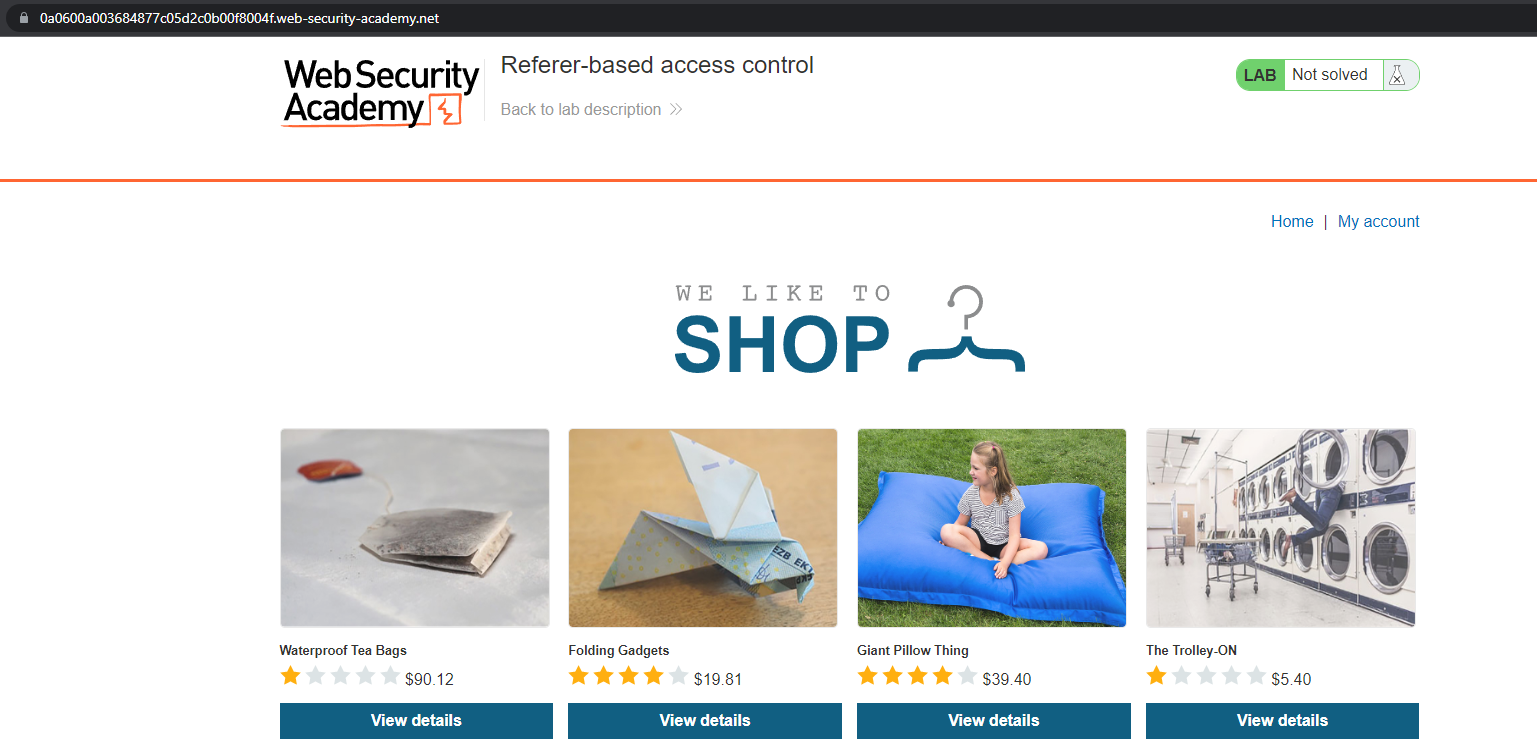 0a0600a003684877c05d2c0b00f8004f.web-security-academy.net
Web Security
Academy
Referer-based access control
Back to lab description
LAB Not solved
Home | My account
WE LIKE TO
SHOP
EZB EK
Waterproof Tea Bags
$90.12
View details
Folding Gadgets
$19.81
View details
Giant Pillow Thing
$39.40
View details
The Trolley-ON
$5.40
View details